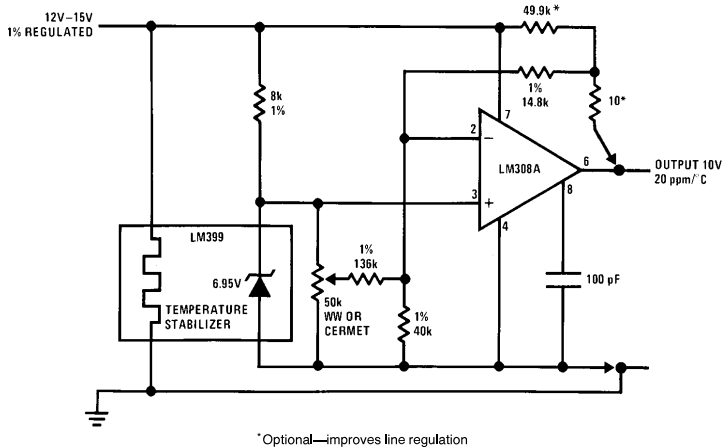 12V–15V
1% REGULATED
49.9k*
1%
14.8k
10*
8k
1%
7
2
−
LM308A
6
OUTPUT 10V
20 ppm/°C
3
+
8
4
LM399
6.95V
TEMPERATURE
STABILIZER
50k
WW OR
CERMET
1%
136k
1%
40k
100 pF
*Optional—improves line regulation